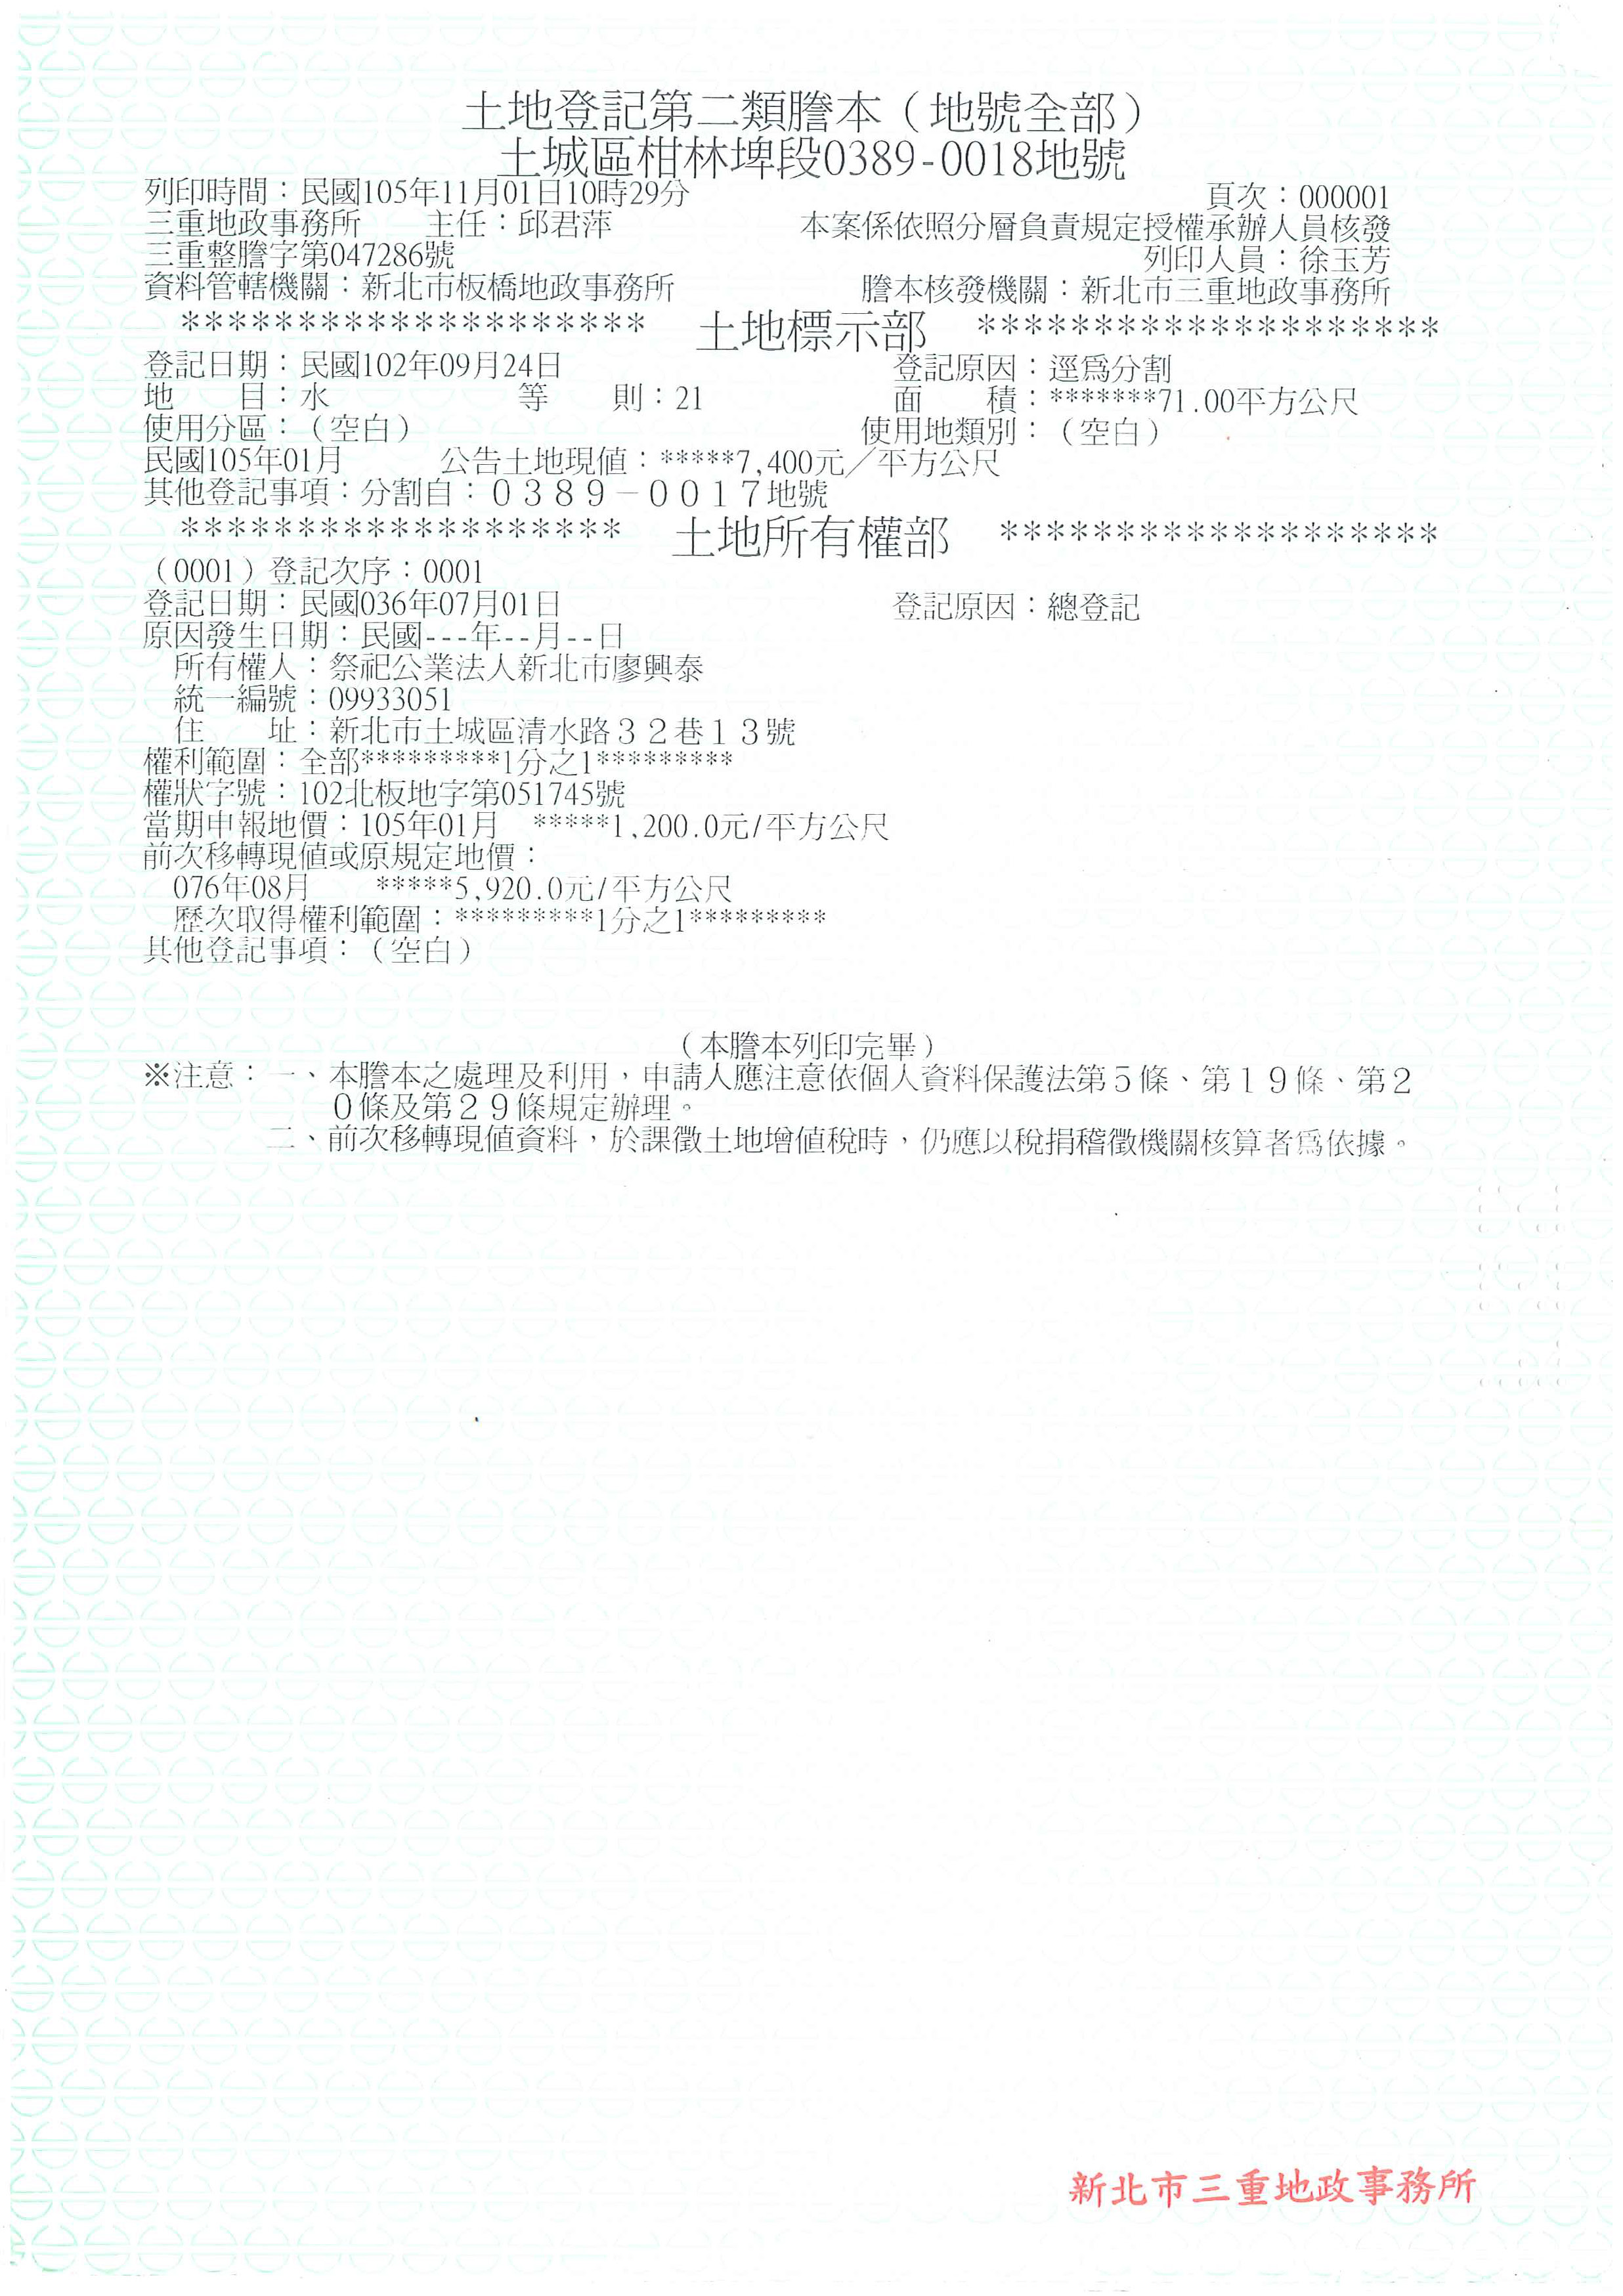 土地登記第二類謄本（地號全部）
土城區柑林埤段0389-0018地號
列印時間：民國105年11月01日10時29分 頁次：000001
三重地政事務所 主任：邱君萍 本案係依照分層負責規定授權承辦人員核發
三重整謄字第047286號 列印人員：徐玉芳
資料管轄機關：新北市板橋地政事務所 謄本核發機關：新北市三重地政事務所
******************** 土地標示部 ********************
登記日期：民國102年09月24日 登記原因：逕為分割
地 目：水 等 則：21 面 積：*******71.00平方公尺
使用分區：（空白） 使用地類別：（空白）
民國105年01月 公告土地現值：*****7,400元／平方公尺
其他登記事項：分割自：０３８９－００１７地號
******************* 土地所有權部 *******************
（0001）登記次序：0001
登記日期：民國036年07月01日 登記原因：總登記
原因發生日期：民國---年--月--日
所有權人：祭祀公業法人新北市廖興泰
統一編號：09933051
住 址：新北市土城區清水路３２巷１３號
權利範圍：全部*********1分之1*********
權狀字號：102北板地字第051745號
當期申報地價：105年01月 *****1,200.0元/平方公尺
前次移轉現值或原規定地價：
076年08月 *****5,920.0元/平方公尺
歷次取得權利範圍：*********1分之1*********
其他登記事項：（空白）
（本謄本列印完畢）
※注意：一、本謄本之處理及利用，申請人應注意依個人資料保護法第５條、第１９條、第２
０條及第２９條規定辦理。
二、前次移轉現值資料，於課徵土地增值稅時，仍應以稅捐稽徵機關核算者為依據。
新北市三重地政事務所